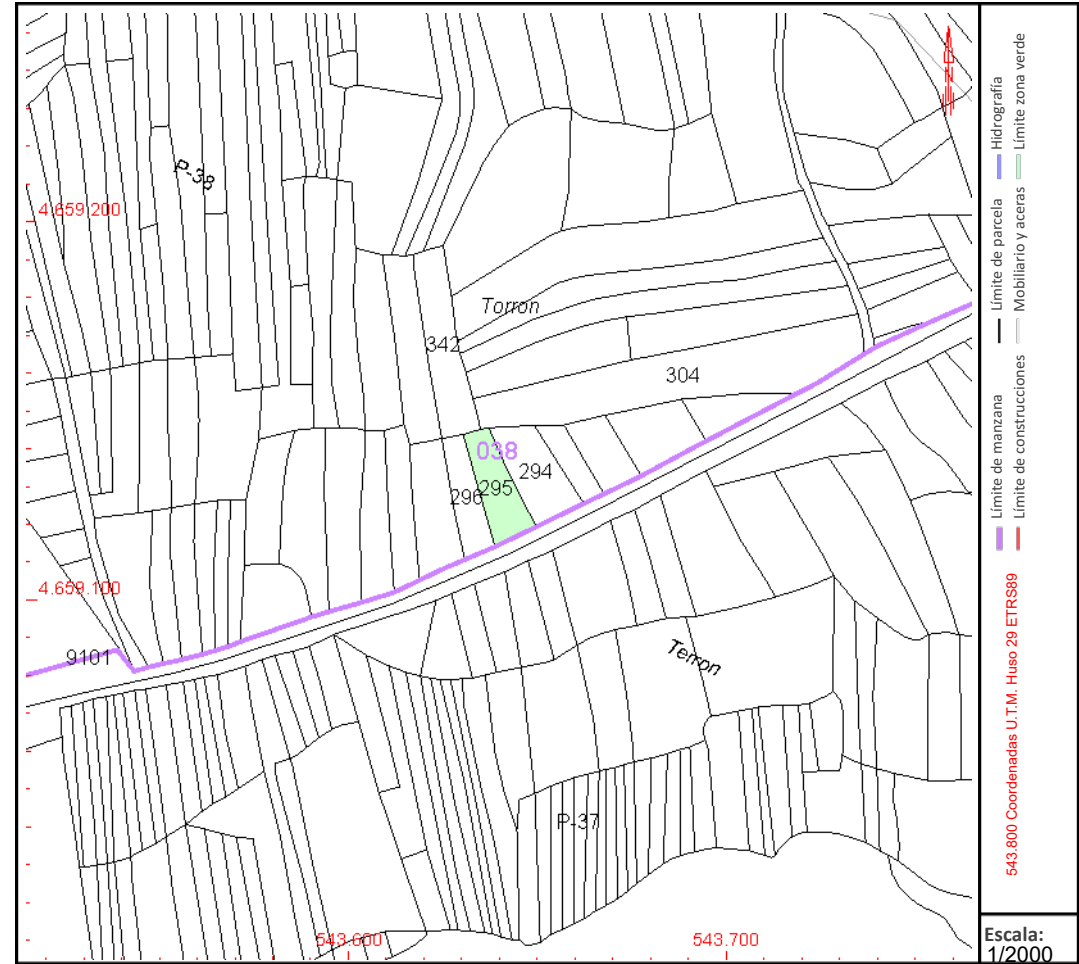 P-38
4.659.200
Torron
342
304
038
294
295
296
4.659.100
9101
Terron
P-37
543.600
543.700
Límite de manzana
Límite de parcela
Hidrografía
Límite de construcciones
Mobiliario y aceras
Límite zona verde
543.800 Coordenadas U.T.M. Huso 29 ETRS89
Escala:
1/2000